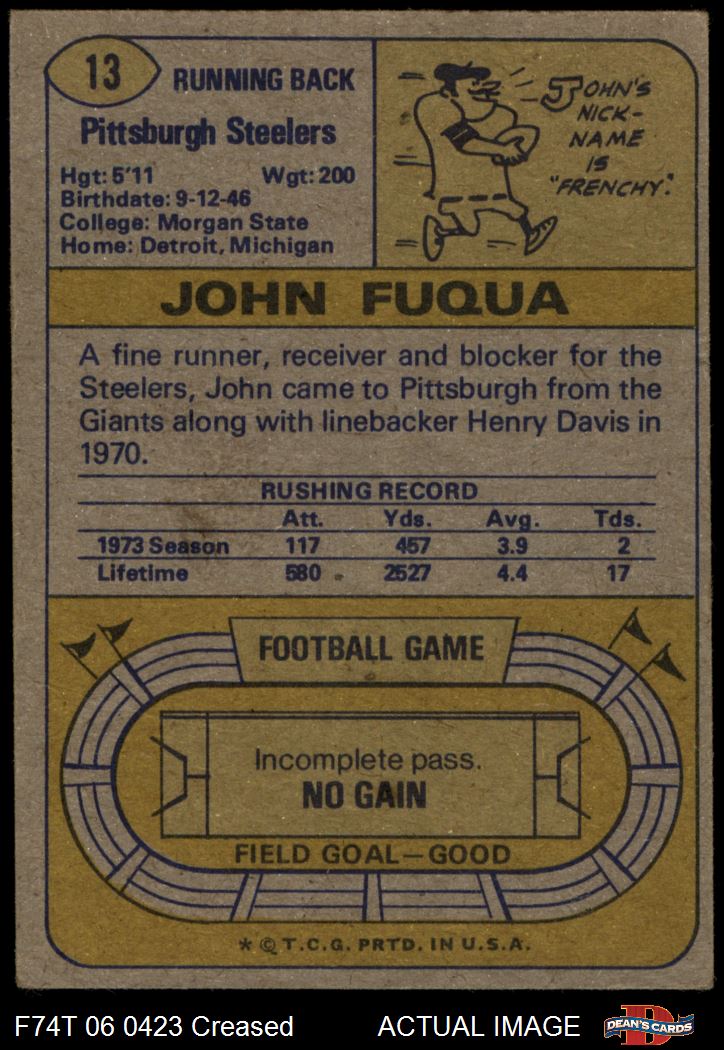 13
RUNNING BACK
Pittsburgh Steelers
Hgt: 5'11 Wgt: 200
Birthdate: 9-12-46
College: Morgan State
Home: Detroit, Michigan
JOHN'S
NICK-
NAME
IS
"FRENCHY."
JOHN FUQUA
A fine runner, receiver and blocker for the
Steelers, John came to Pittsburgh from the
Giants along with linebacker Henry Davis in
1970.
RUSHING RECORD
Att. Yds. Avg. Tds.
1973 Season 117 457 3.9 2
Lifetime 580 2527 4.4 17
FOOTBALL GAME
Incomplete pass.
NO GAIN
FIELD GOAL—GOOD
* © T.C.G. PRTD. IN U.S.A.
F74T 06 0423 Creased ACTUAL IMAGE
D
DEAN'S CARDS